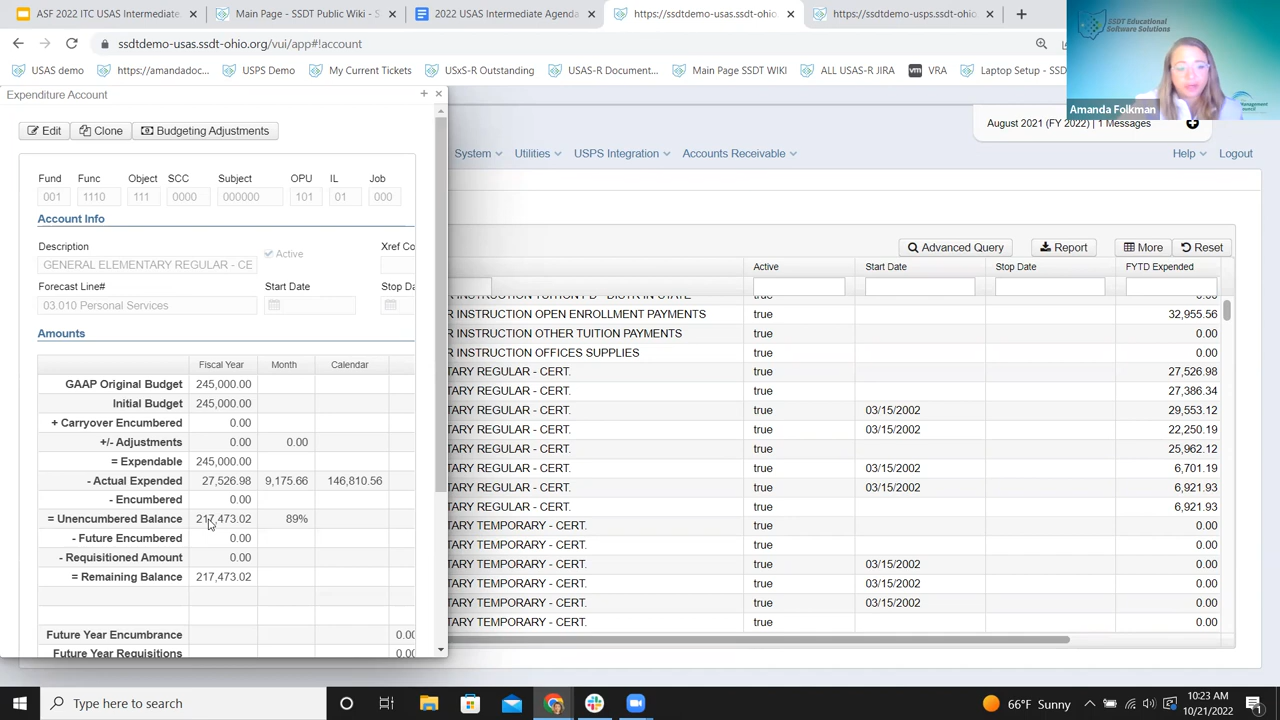 ASF 2022 ITC USAS Intermediate
Main Page - SSDT Public Wiki - S
2022 USAS Intermediate Agenda
https://ssdtdemo-usas.ssdt-ohio.
https://ssdtdemo-usps.ssdt-ohio.
ssdtdemo-usas.ssdt-ohio.org/vui/app#!account
USAS demo
https://amandadoc...
USPS Demo
My Current Tickets
USxS-R Outstanding
USAS-R Document...
Main Page SSDT WIKI
ALL USAS-R JIRA
VRA
Laptop Setup - SSD
SSDT Educational
Software Solutions
Amanda Folkman
Expenditure Account
Edit
Clone
Budgeting Adjustments
August 2021 (FY 2022) | 1 Messages
System
Utilities
USPS Integration
Accounts Receivable
Help
Logout
Fund Func Object SCC Subject OPU IL Job
001 1110 111 0000 000000 101 01 000
Account Info
Description
Active
Xref Co
GENERAL ELEMENTARY REGULAR - CE
Forecast Line#
Start Date
Stop Da
03.010 Personal Services
Amounts
Fiscal Year Month Calendar
GAAP Original Budget 245,000.00
Initial Budget 245,000.00
+ Carryover Encumbered 0.00
+/- Adjustments 0.00 0.00
= Expendable 245,000.00
- Actual Expended 27,526.98 9,175.66 146,810.56
- Encumbered 0.00
= Unencumbered Balance 217,473.02 89%
- Future Encumbered 0.00
- Requisitioned Amount 0.00
= Remaining Balance 217,473.02
Future Year Encumbrance 0.00
Future Year Requisitions 0.00
Advanced Query
Report
More
Reset
Active Start Date Stop Date FYTD Expended
R INSTRUCTION TUITION PD - DISTR IN STATE true 0.00
R INSTRUCTION OPEN ENROLLMENT PAYMENTS true 32,955.56
R INSTRUCTION OTHER TUITION PAYMENTS true 0.00
R INSTRUCTION OFFICES SUPPLIES true 0.00
TARY REGULAR - CERT. true 27,526.98
TARY REGULAR - CERT. true 27,386.34
TARY REGULAR - CERT. true 03/15/2002 29,553.12
TARY REGULAR - CERT. true 03/15/2002 22,250.19
TARY REGULAR - CERT. true 25,962.12
TARY REGULAR - CERT. true 03/15/2002 6,701.19
TARY REGULAR - CERT. true 03/15/2002 6,921.93
TARY REGULAR - CERT. true 6,921.93
TARY TEMPORARY - CERT. true 0.00
TARY TEMPORARY - CERT. true 0.00
TARY TEMPORARY - CERT. true 03/15/2002 0.00
TARY TEMPORARY - CERT. true 03/15/2002 0.00
TARY TEMPORARY - CERT. true 03/15/2002 0.00
TARY TEMPORARY - CERT. true 0.00
Type here to search
66°F Sunny
10:23 AM
10/21/2022
1